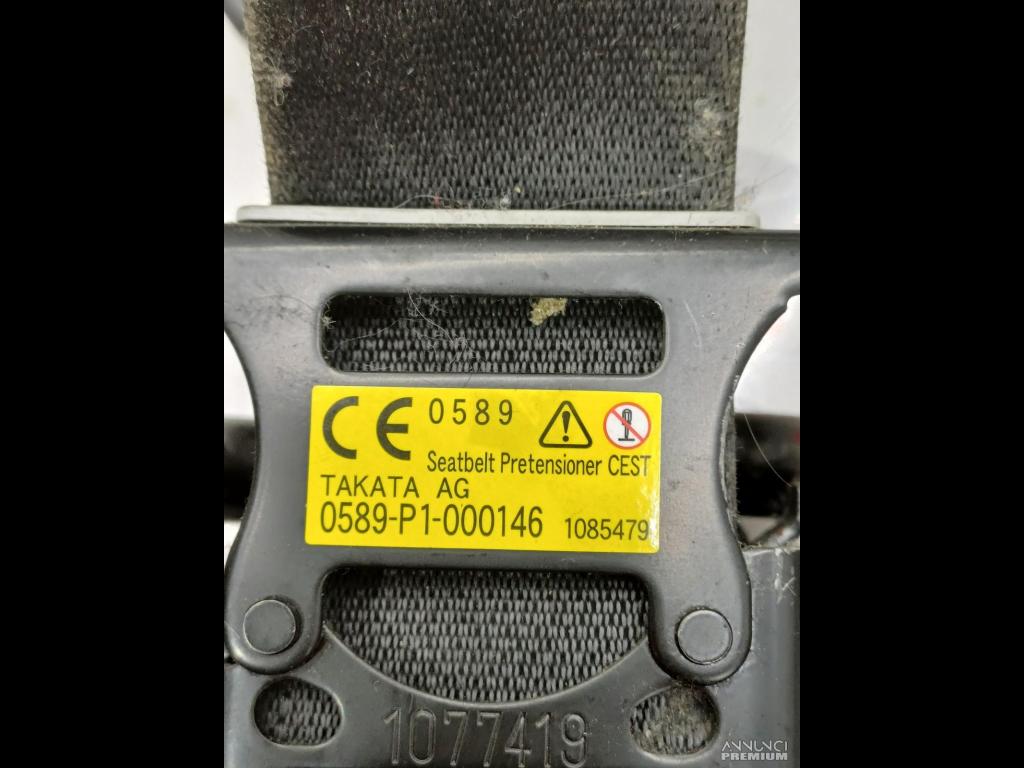 CE 0589
Seatbelt Pretensioner CEST
TAKATA AG
0589-P1-000146 1085479
1077419
ANNUNCI
PREMIUM